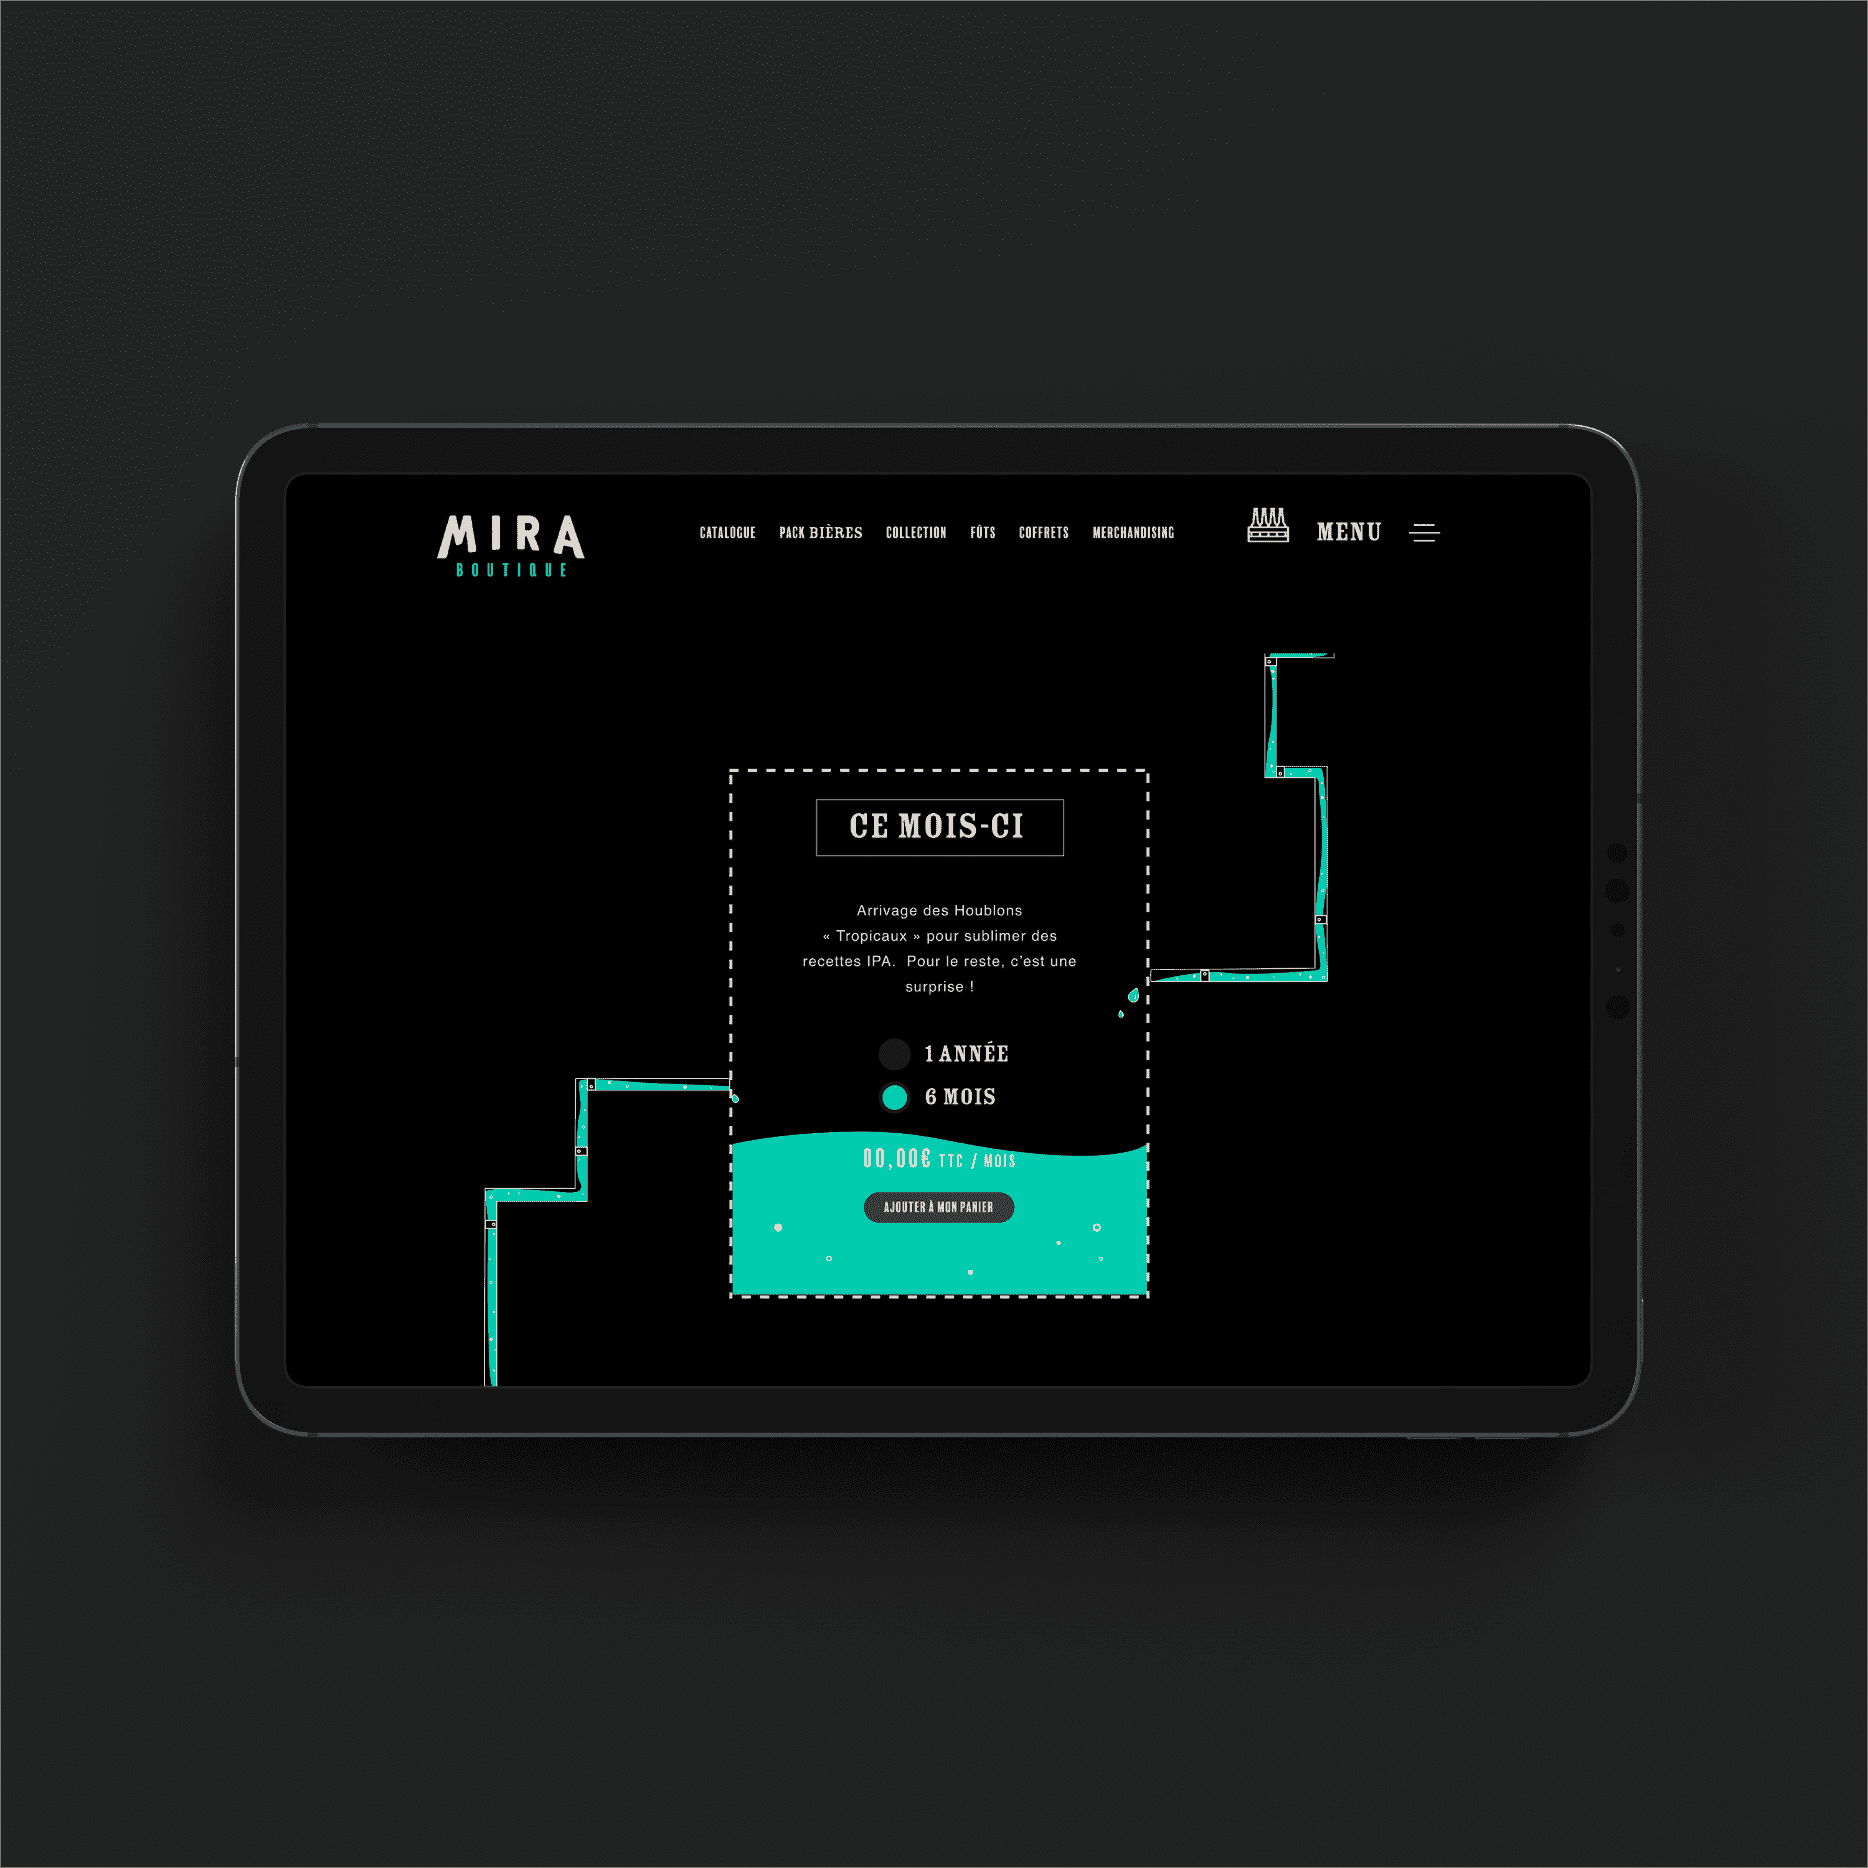 MIRA
BOUTIQUE
CATALOGUE PACK BIÈRES COLLECTION FÛTS COFFRETS MERCHANDISING
MENU
CE MOIS-CI
Arrivage des Houblons
« Tropicaux » pour sublimer des
recettes IPA. Pour le reste, c’est une
surprise !
1 ANNÉE
6 MOIS
00,00€ TTC / MOIS
AJOUTER À MON PANIER